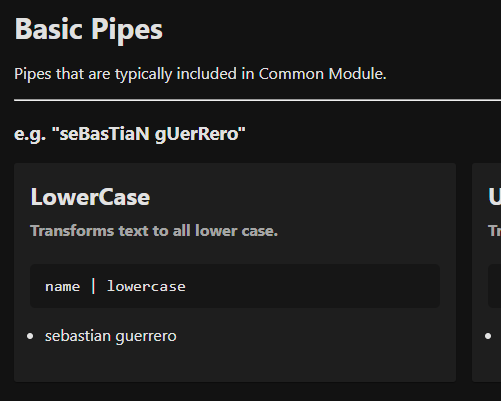 Basic Pipes
Pipes that are typically included in Common Module.
e.g. "seBasTiaN gUerRero"
LowerCase
Transforms text to all lower case.
name | lowercase
• sebastian guerrero